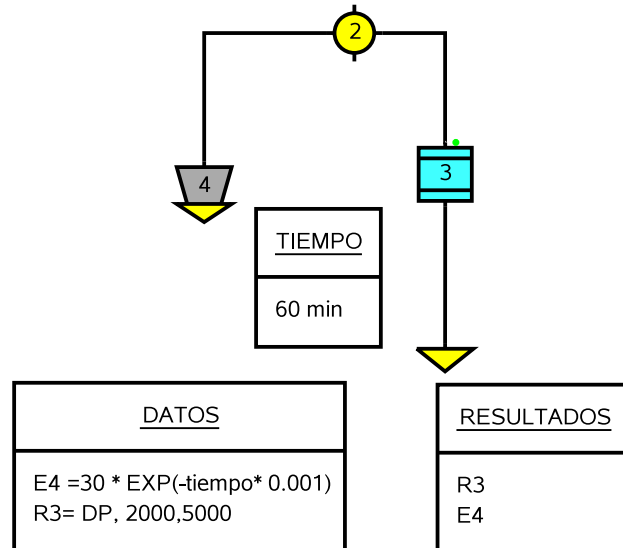 2
4
3
TIEMPO
60 min
DATOS
E4 =30 * EXP(-tiempo* 0.001)
R3= DP, 2000,5000
RESULTADOS
R3
E4